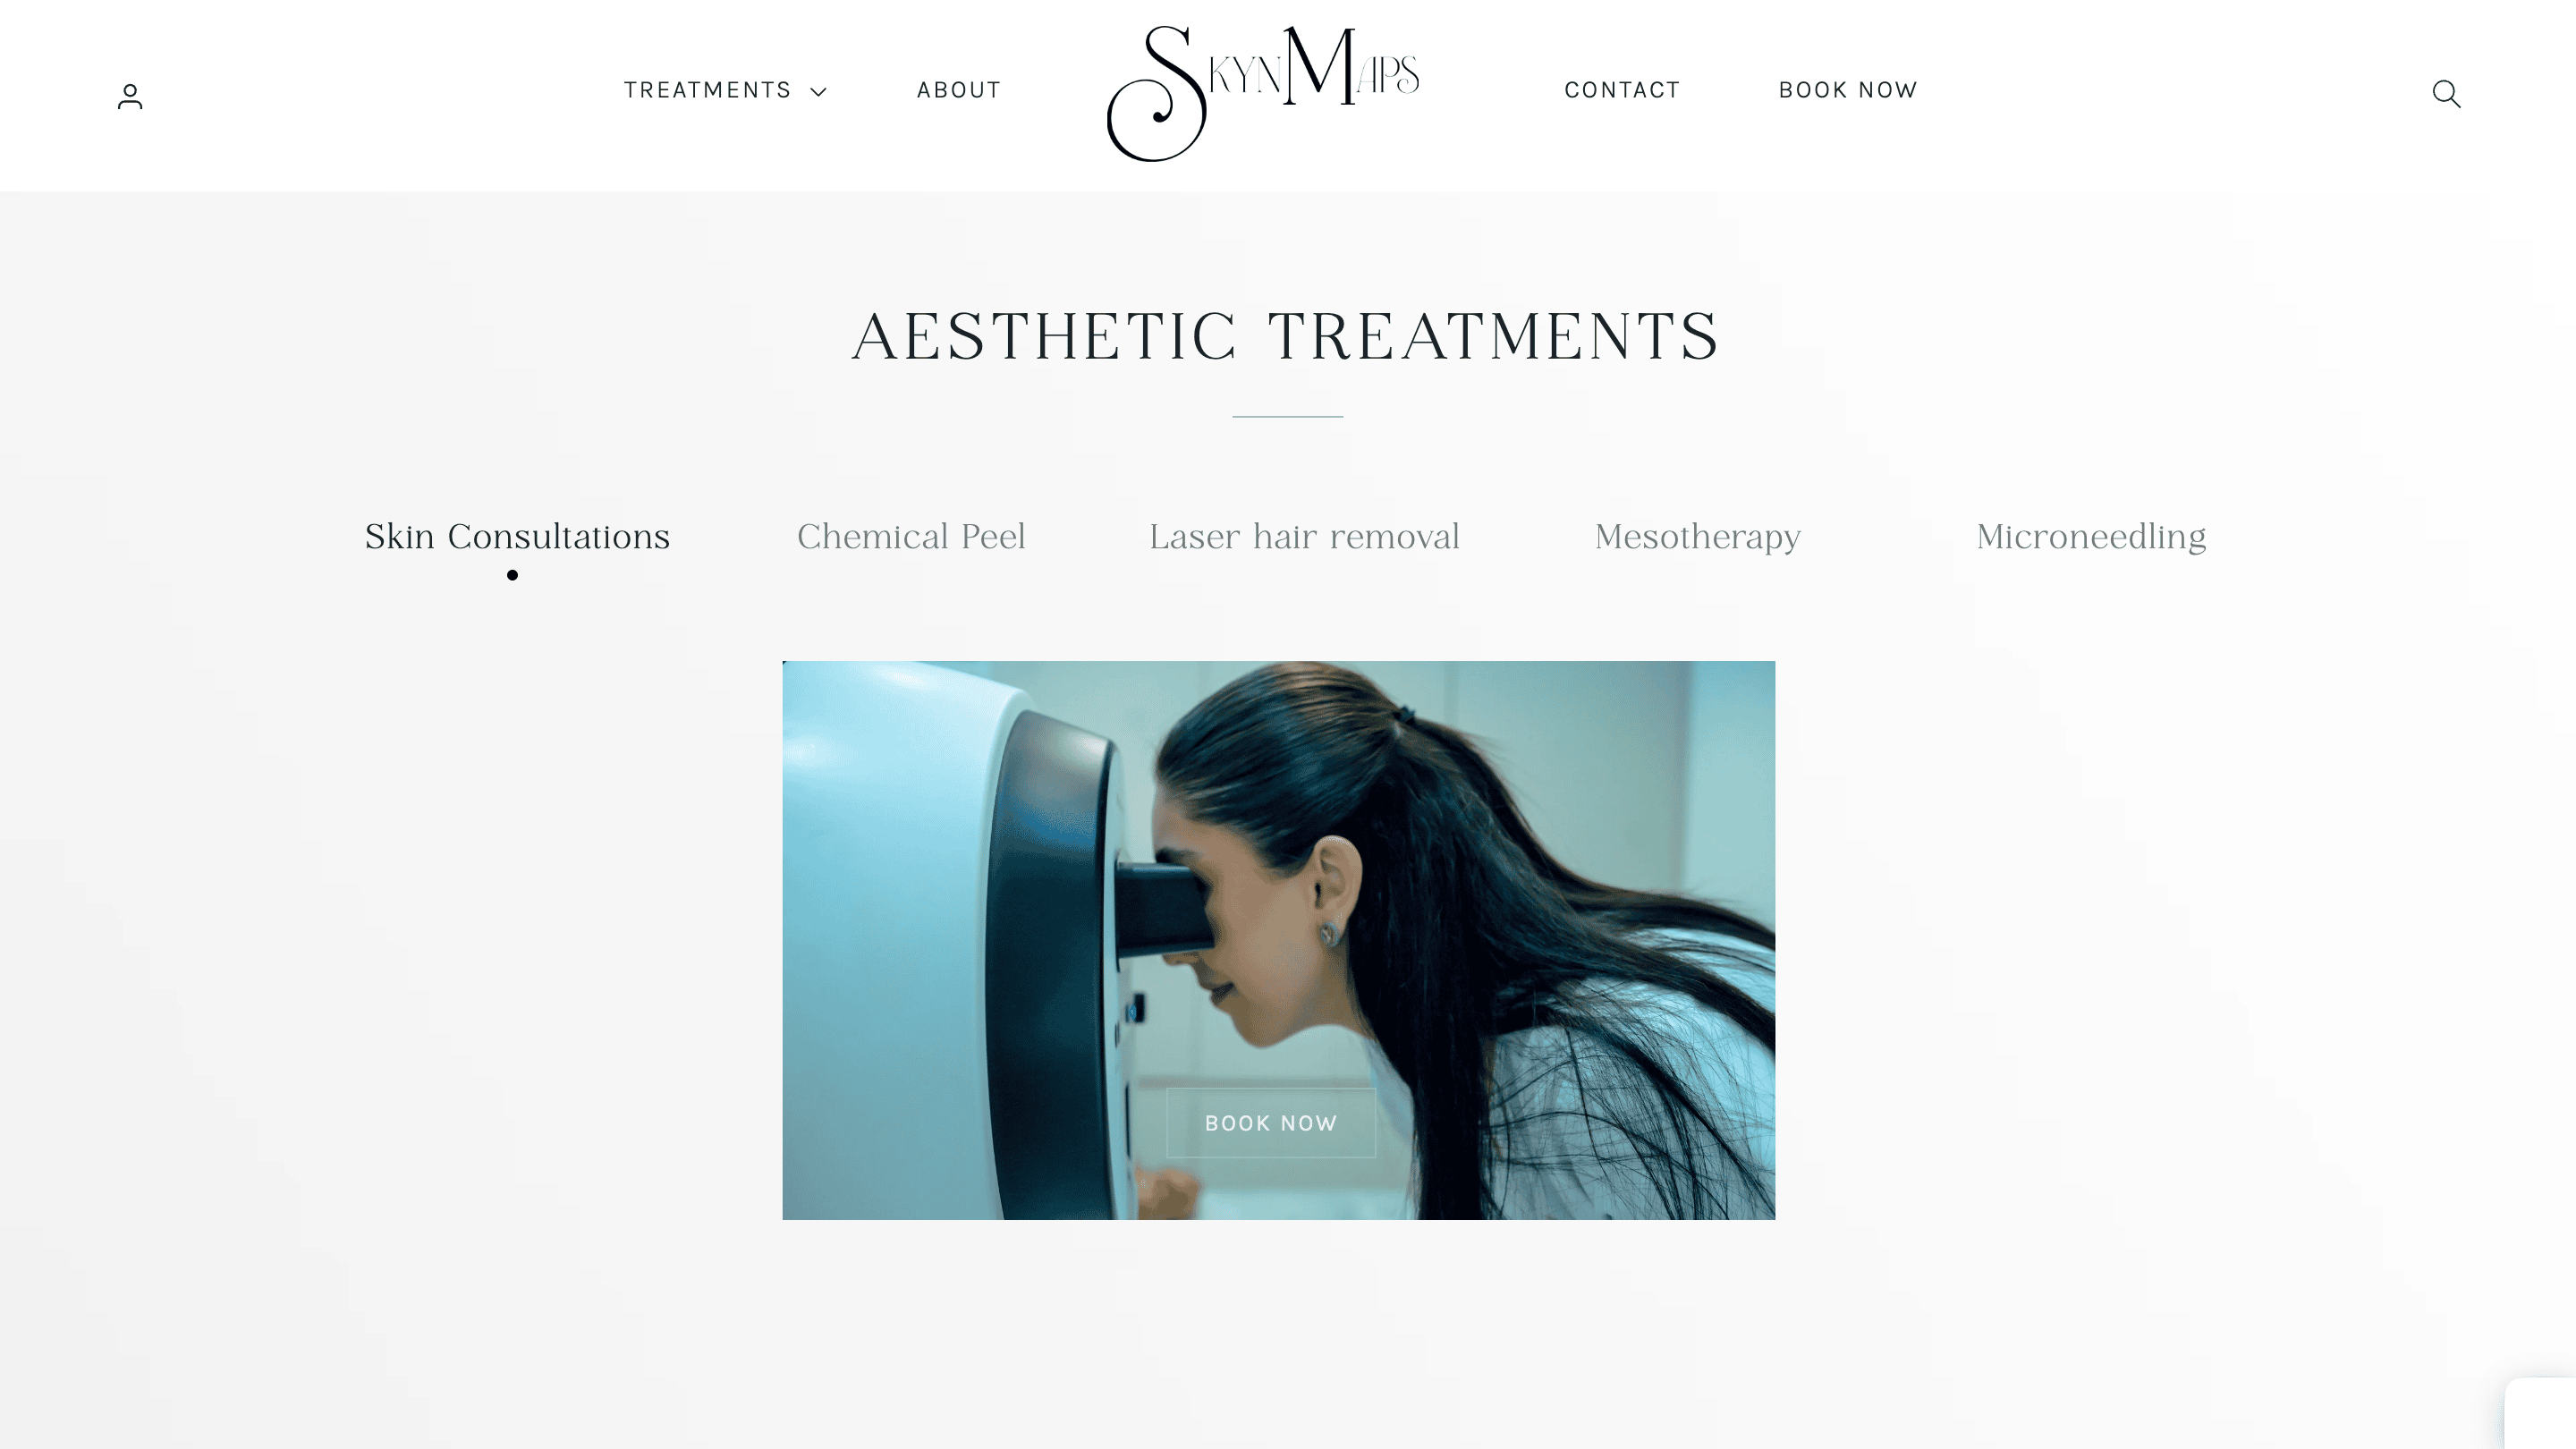 TREATMENTS
ABOUT
SKYNMAPS
CONTACT
BOOK NOW
AESTHETIC TREATMENTS
Skin Consultations
Chemical Peel
Laser hair removal
Mesotherapy
Microneedling
BOOK NOW